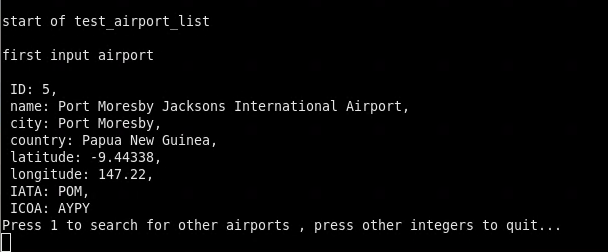 start of test_airport_list
first input airport
ID: 5,
name: Port Moresby Jacksons International Airport,
city: Port Moresby,
country: Papua New Guinea,
latitude: -9.44338,
longitude: 147.22,
IATA: POM,
ICOA: AYPY
Press 1 to search for other airports , press other integers to quit...